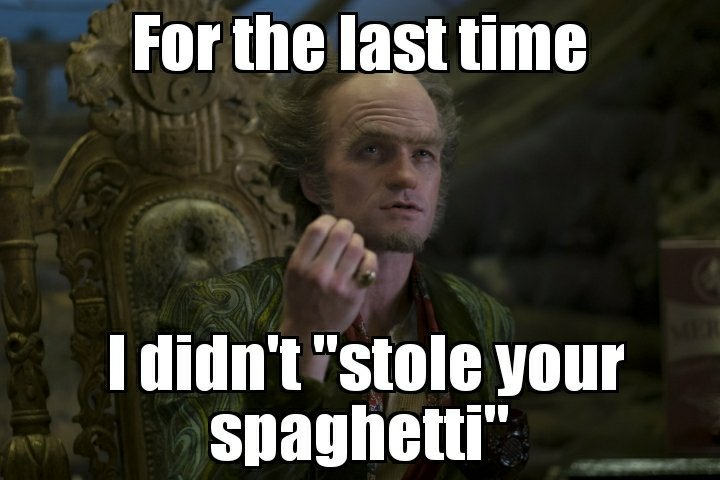 For the last time
I didn't "stole your
spaghetti"